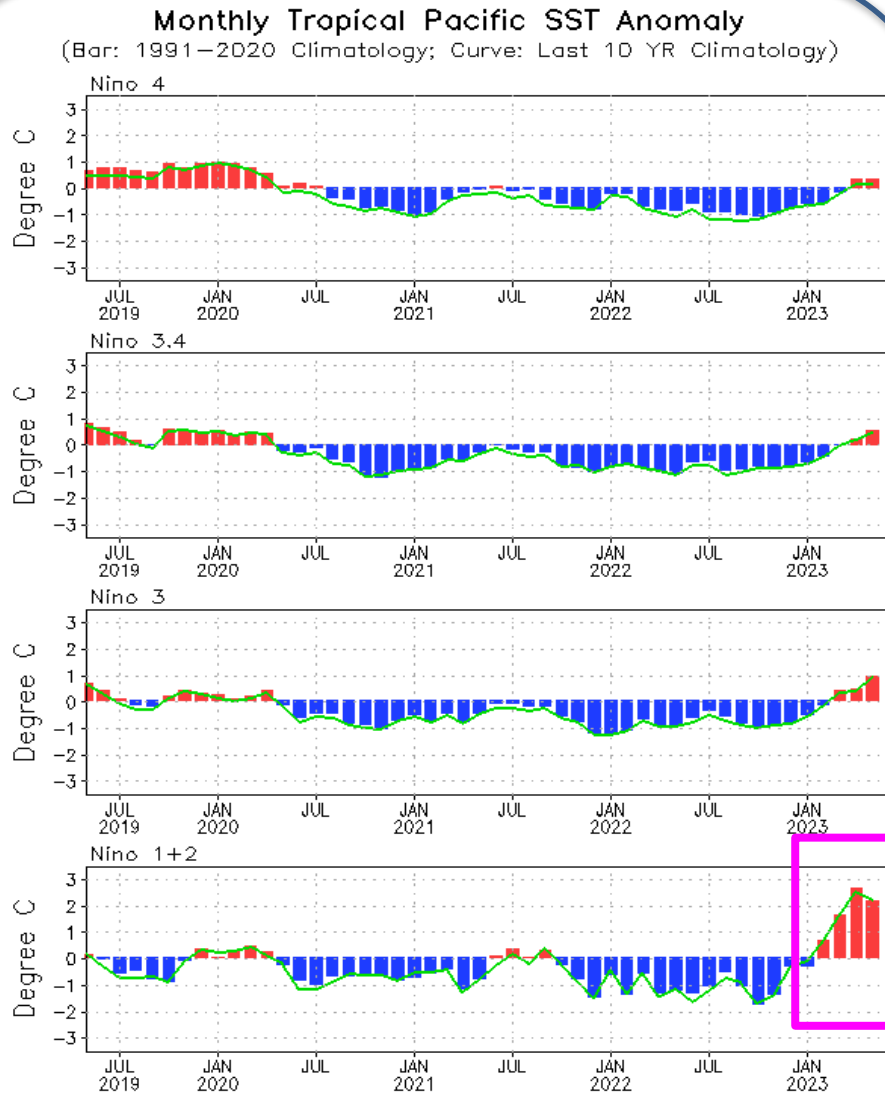 Monthly Tropical Pacific SST Anomaly
(Bar: 1991-2020 Climatology; Curve: Last 10 YR Climatology)
Nino 4
Degree C
3
2
1
0
-1
-2
-3
JUL JAN JUL JAN JUL JAN JUL JAN
2019 2020 2021 2022 2023
Nino 3.4
Degree C
3
2
1
0
-1
-2
-3
JUL JAN JUL JAN JUL JAN JUL JAN
2019 2020 2021 2022 2023
Nino 3
Degree C
3
2
1
0
-1
-2
-3
JUL JAN JUL JAN JUL JAN JUL JAN
2019 2020 2021 2022 2023
Nino 1+2
Degree C
3
2
1
0
-1
-2
-3
JUL JAN JUL JAN JUL JAN JUL JAN
2019 2020 2021 2022 2023